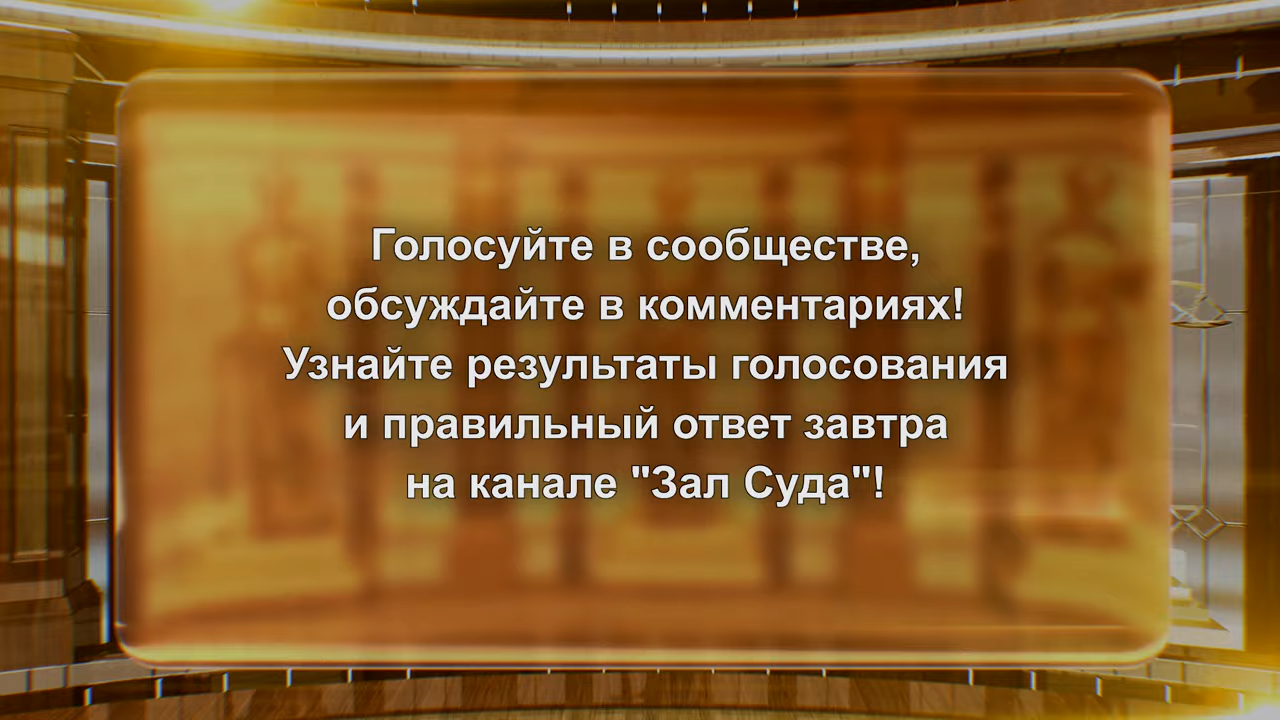 Голосуйте в сообществе,
обсуждайте в комментариях!
Узнайте результаты голосования
и правильный ответ завтра
на канале "Зал Суда"!